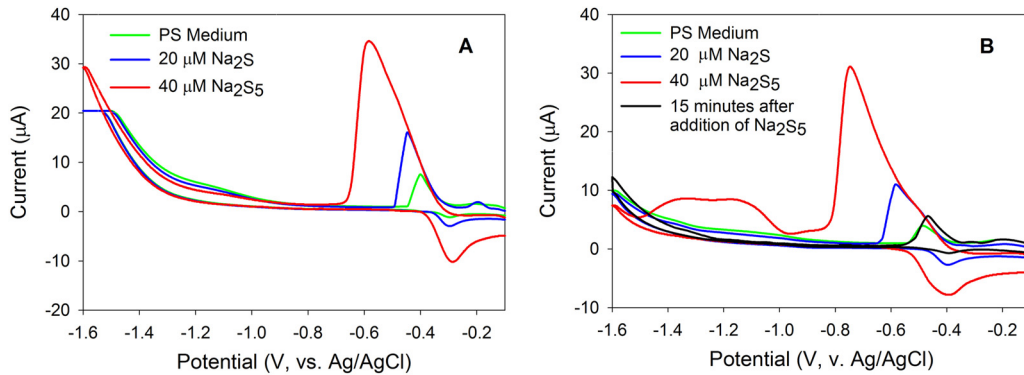 A
PS Medium
20 μM Na2S
40 μM Na2S5
40
30
20
10
0
-10
-20
Current (μA)
-1.6 -1.4 -1.2 -1.0 -0.8 -0.6 -0.4 -0.2
Potential (V, vs. Ag/AgCl)
B
PS Medium
20 μM Na2S
40 μM Na2S5
15 minutes after
addition of Na2S5
40
30
20
10
0
-10
Current (μA)
-1.6 -1.4 -1.2 -1.0 -0.8 -0.6 -0.4 -0.2
Potential (V, v. Ag/AgCl)